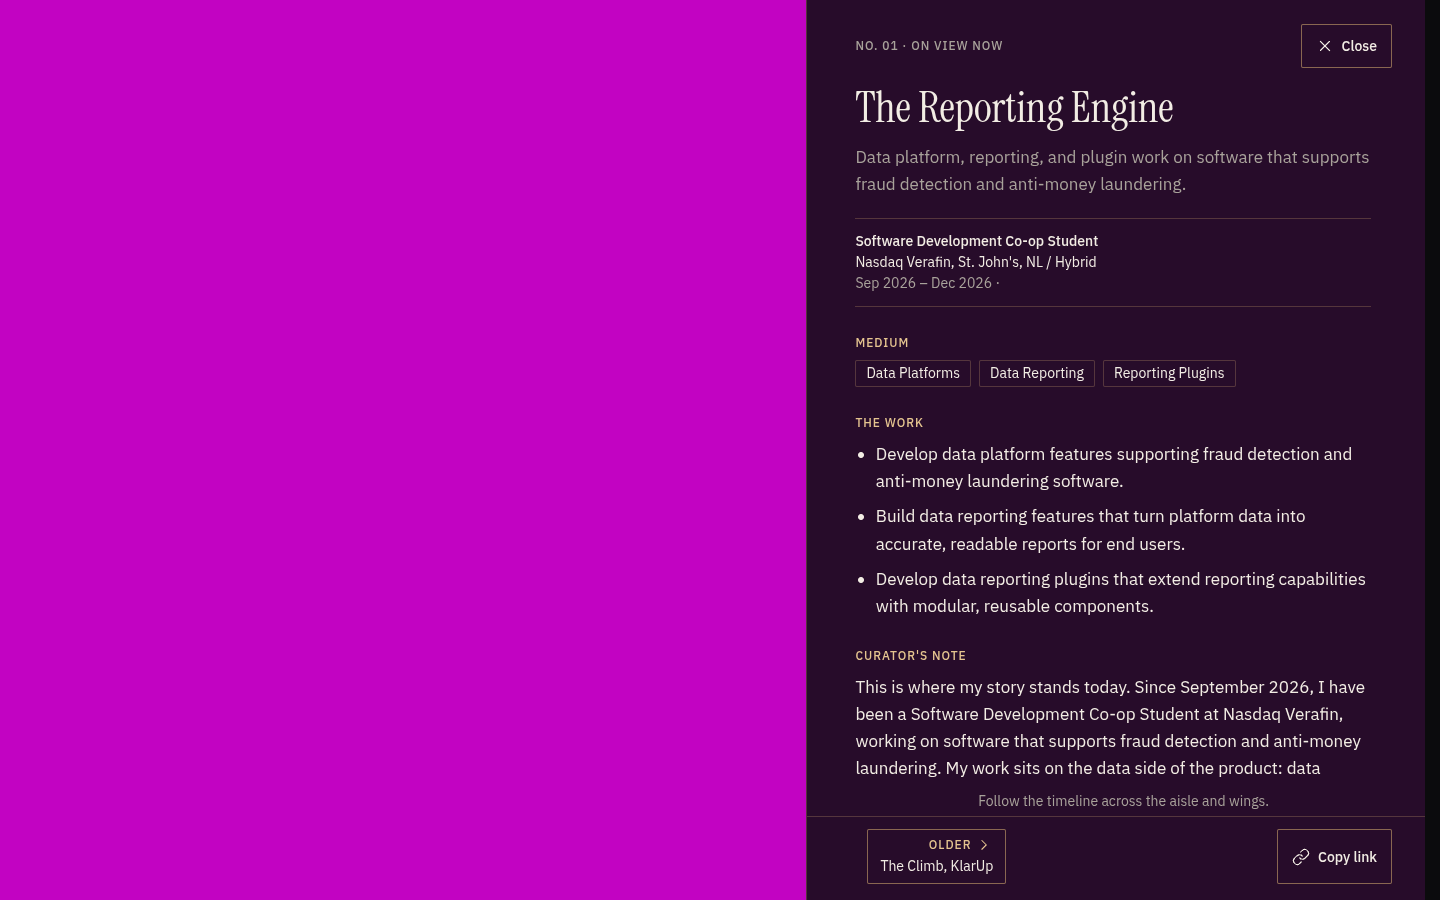 NO. 01 · ON VIEW NOW
Close
The Reporting Engine
Data platform, reporting, and plugin work on software that supports
fraud detection and anti-money laundering.
Software Development Co-op Student
Nasdaq Verafin, St. John's, NL / Hybrid
Sep 2026 – Dec 2026 ·
MEDIUM
Data Platforms
Data Reporting
Reporting Plugins
THE WORK
• Develop data platform features supporting fraud detection and
anti-money laundering software.
• Build data reporting features that turn platform data into
accurate, readable reports for end users.
• Develop data reporting plugins that extend reporting capabilities
with modular, reusable components.
CURATOR'S NOTE
This is where my story stands today. Since September 2026, I have
been a Software Development Co-op Student at Nasdaq Verafin,
working on software that supports fraud detection and anti-money
laundering. My work sits on the data side of the product: data
Follow the timeline across the aisle and wings.
OLDER
The Climb, KlarUp
Copy link